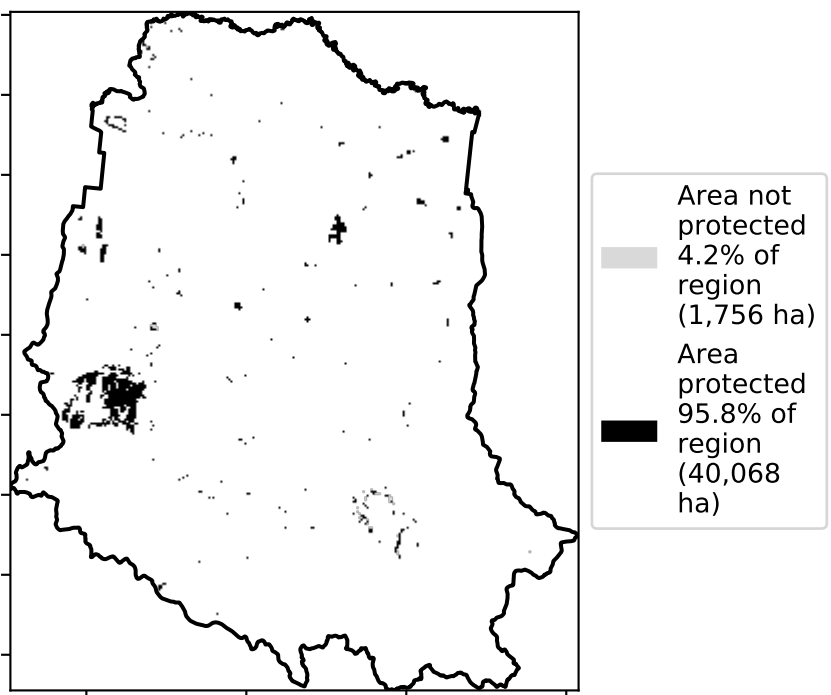 Area not
protected
4.2% of
region
(1,756 ha)
Area
protected
95.8% of
region
(40,068
ha)